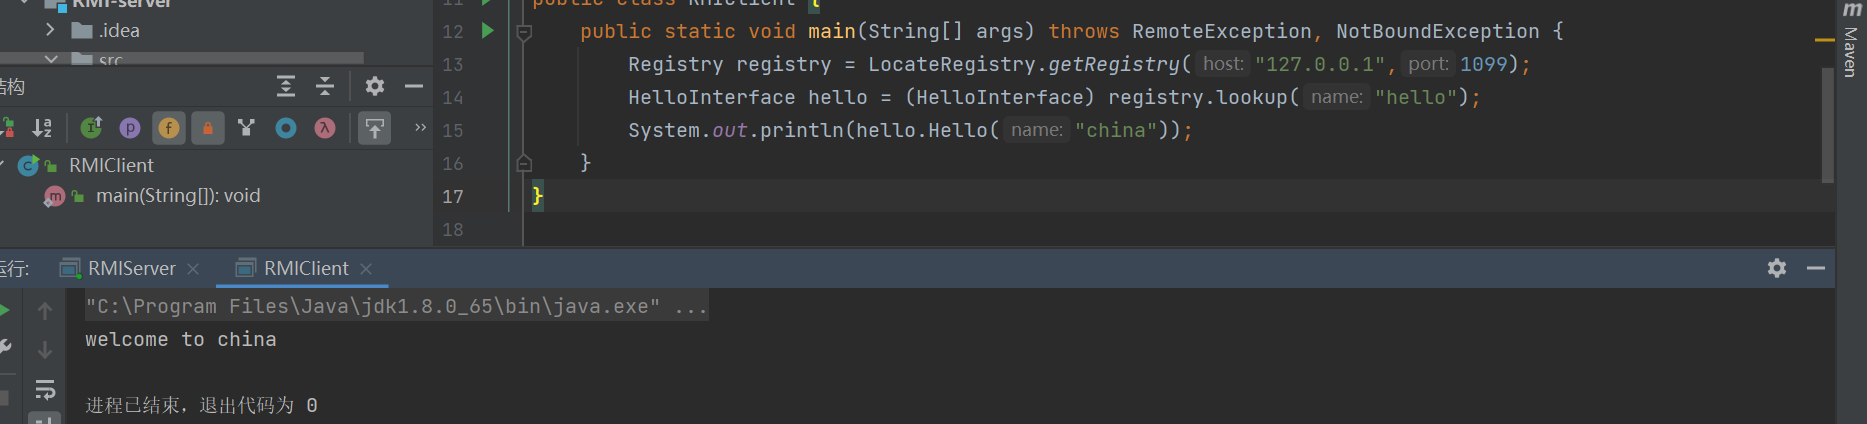 RMI-server
.idea
src
结构
RMIClient
main(String[]): void
11 public class RMIClient {
12 public static void main(String[] args) throws RemoteException, NotBoundException {
13 Registry registry = LocateRegistry.getRegistry( host: "127.0.0.1", port: 1099);
14 HelloInterface hello = (HelloInterface) registry.lookup( name: "hello");
15 System.out.println(hello.Hello( name: "china"));
16 }
17 }
18
Maven
运行: RMIServer RMIClient
"C:\Program Files\Java\jdk1.8.0_65\bin\java.exe" ...
welcome to china
进程已结束，退出代码为 0